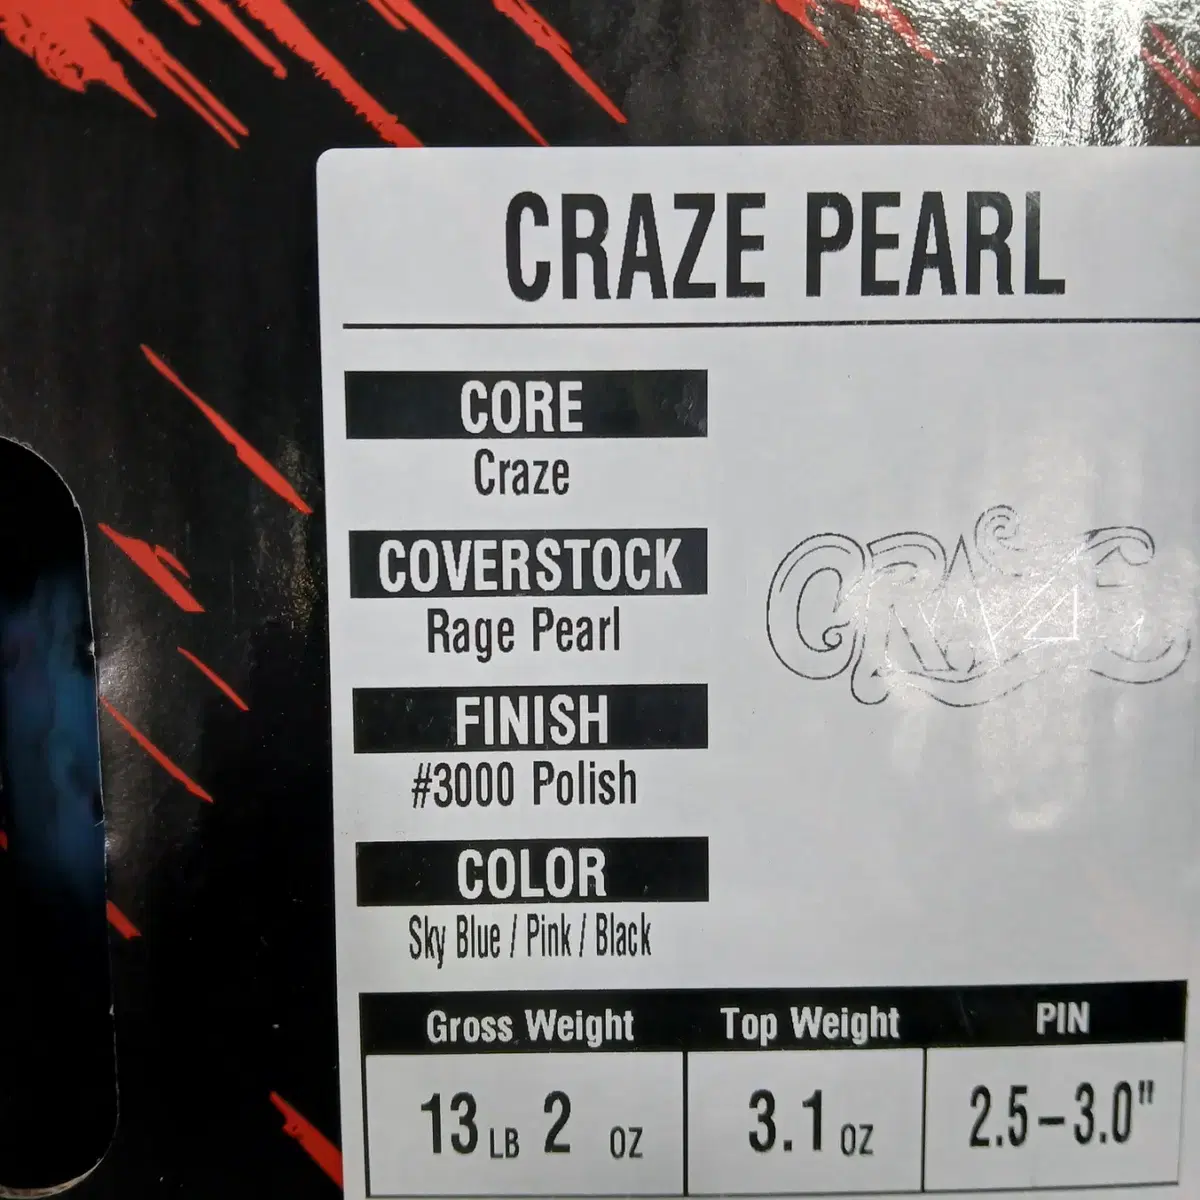 CRAZE PEARL
CORE
Craze
COVERSTOCK
Rage Pearl
FINISH
#3000 Polish
COLOR
Sky Blue / Pink / Black
CRAZE
Gross Weight Top Weight PIN
13 LB 2 OZ 3.1 OZ 2.5-3.0"